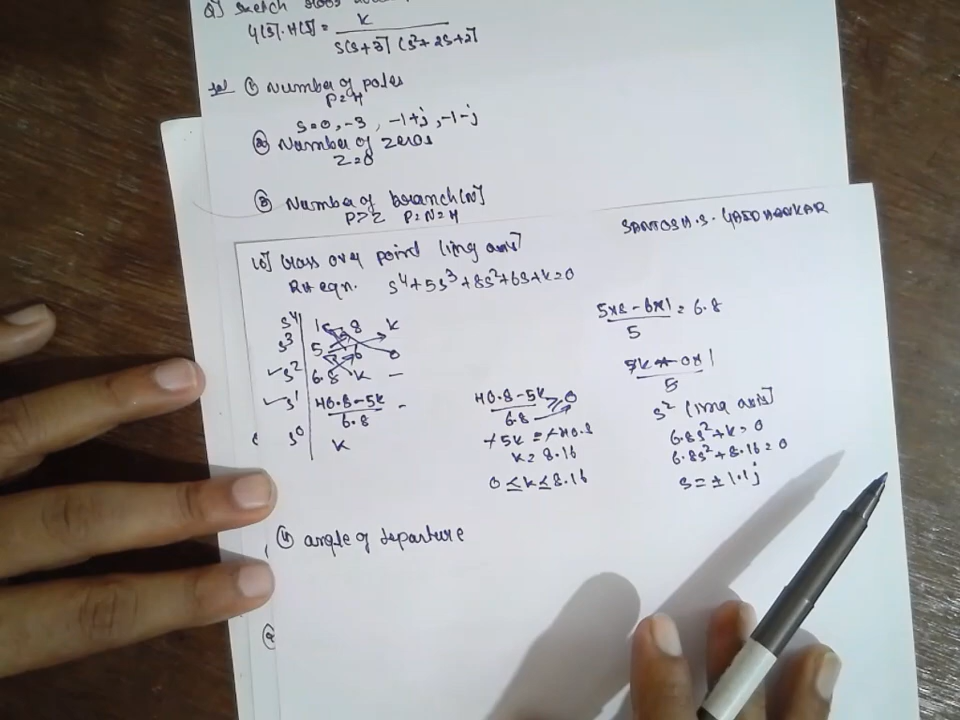 Q] Sketch
G[s].H[s] = K / s(s+3] (s²+2s+2]
sol ① Number of poles
P=4
s=0, -3, -1+j, -1-j
② Number of zeros
Z=0
③ Number of branch[N]
P>Z P=N=4
SANTOSH.S.
10] Cross over point [img axis]
RH eqn. s⁴+5s³+8s²+6s+k=0
s⁴ 1 8 k
s³ 5 6 0
✓s² 6.8 k –
✓s¹ 40.8-5k / 6.8 –
s⁰ k
5×8-6×1 / 5 = 6.8
5k - 0×1 / 5
40.8-5k / 6.8 ≥ 0
+5k = +40.8
k = 8.16
0 ≤ k ≤ 8.16
s² [img axis]
6.8s²+k=0
6.8s²+8.16=0
s=±1.1j
④ angle of departure